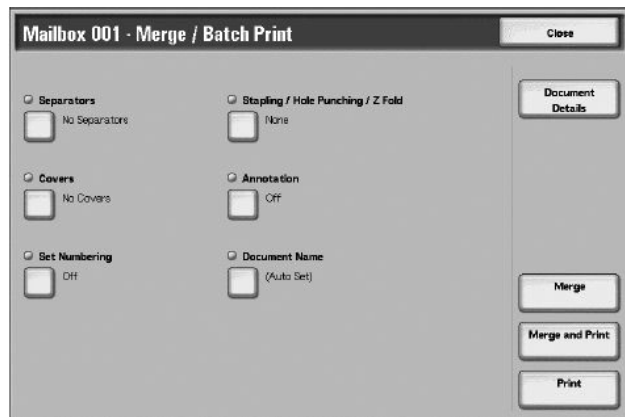 Mailbox 001 - Merge / Batch Print
Close
Separators
No Separators
Stapling / Hole Punching / Z Fold
None
Document
Details
Covers
No Covers
Annotation
Off
Set Numbering
Off
Document Name
(Auto Set)
Merge
Merge and Print
Print